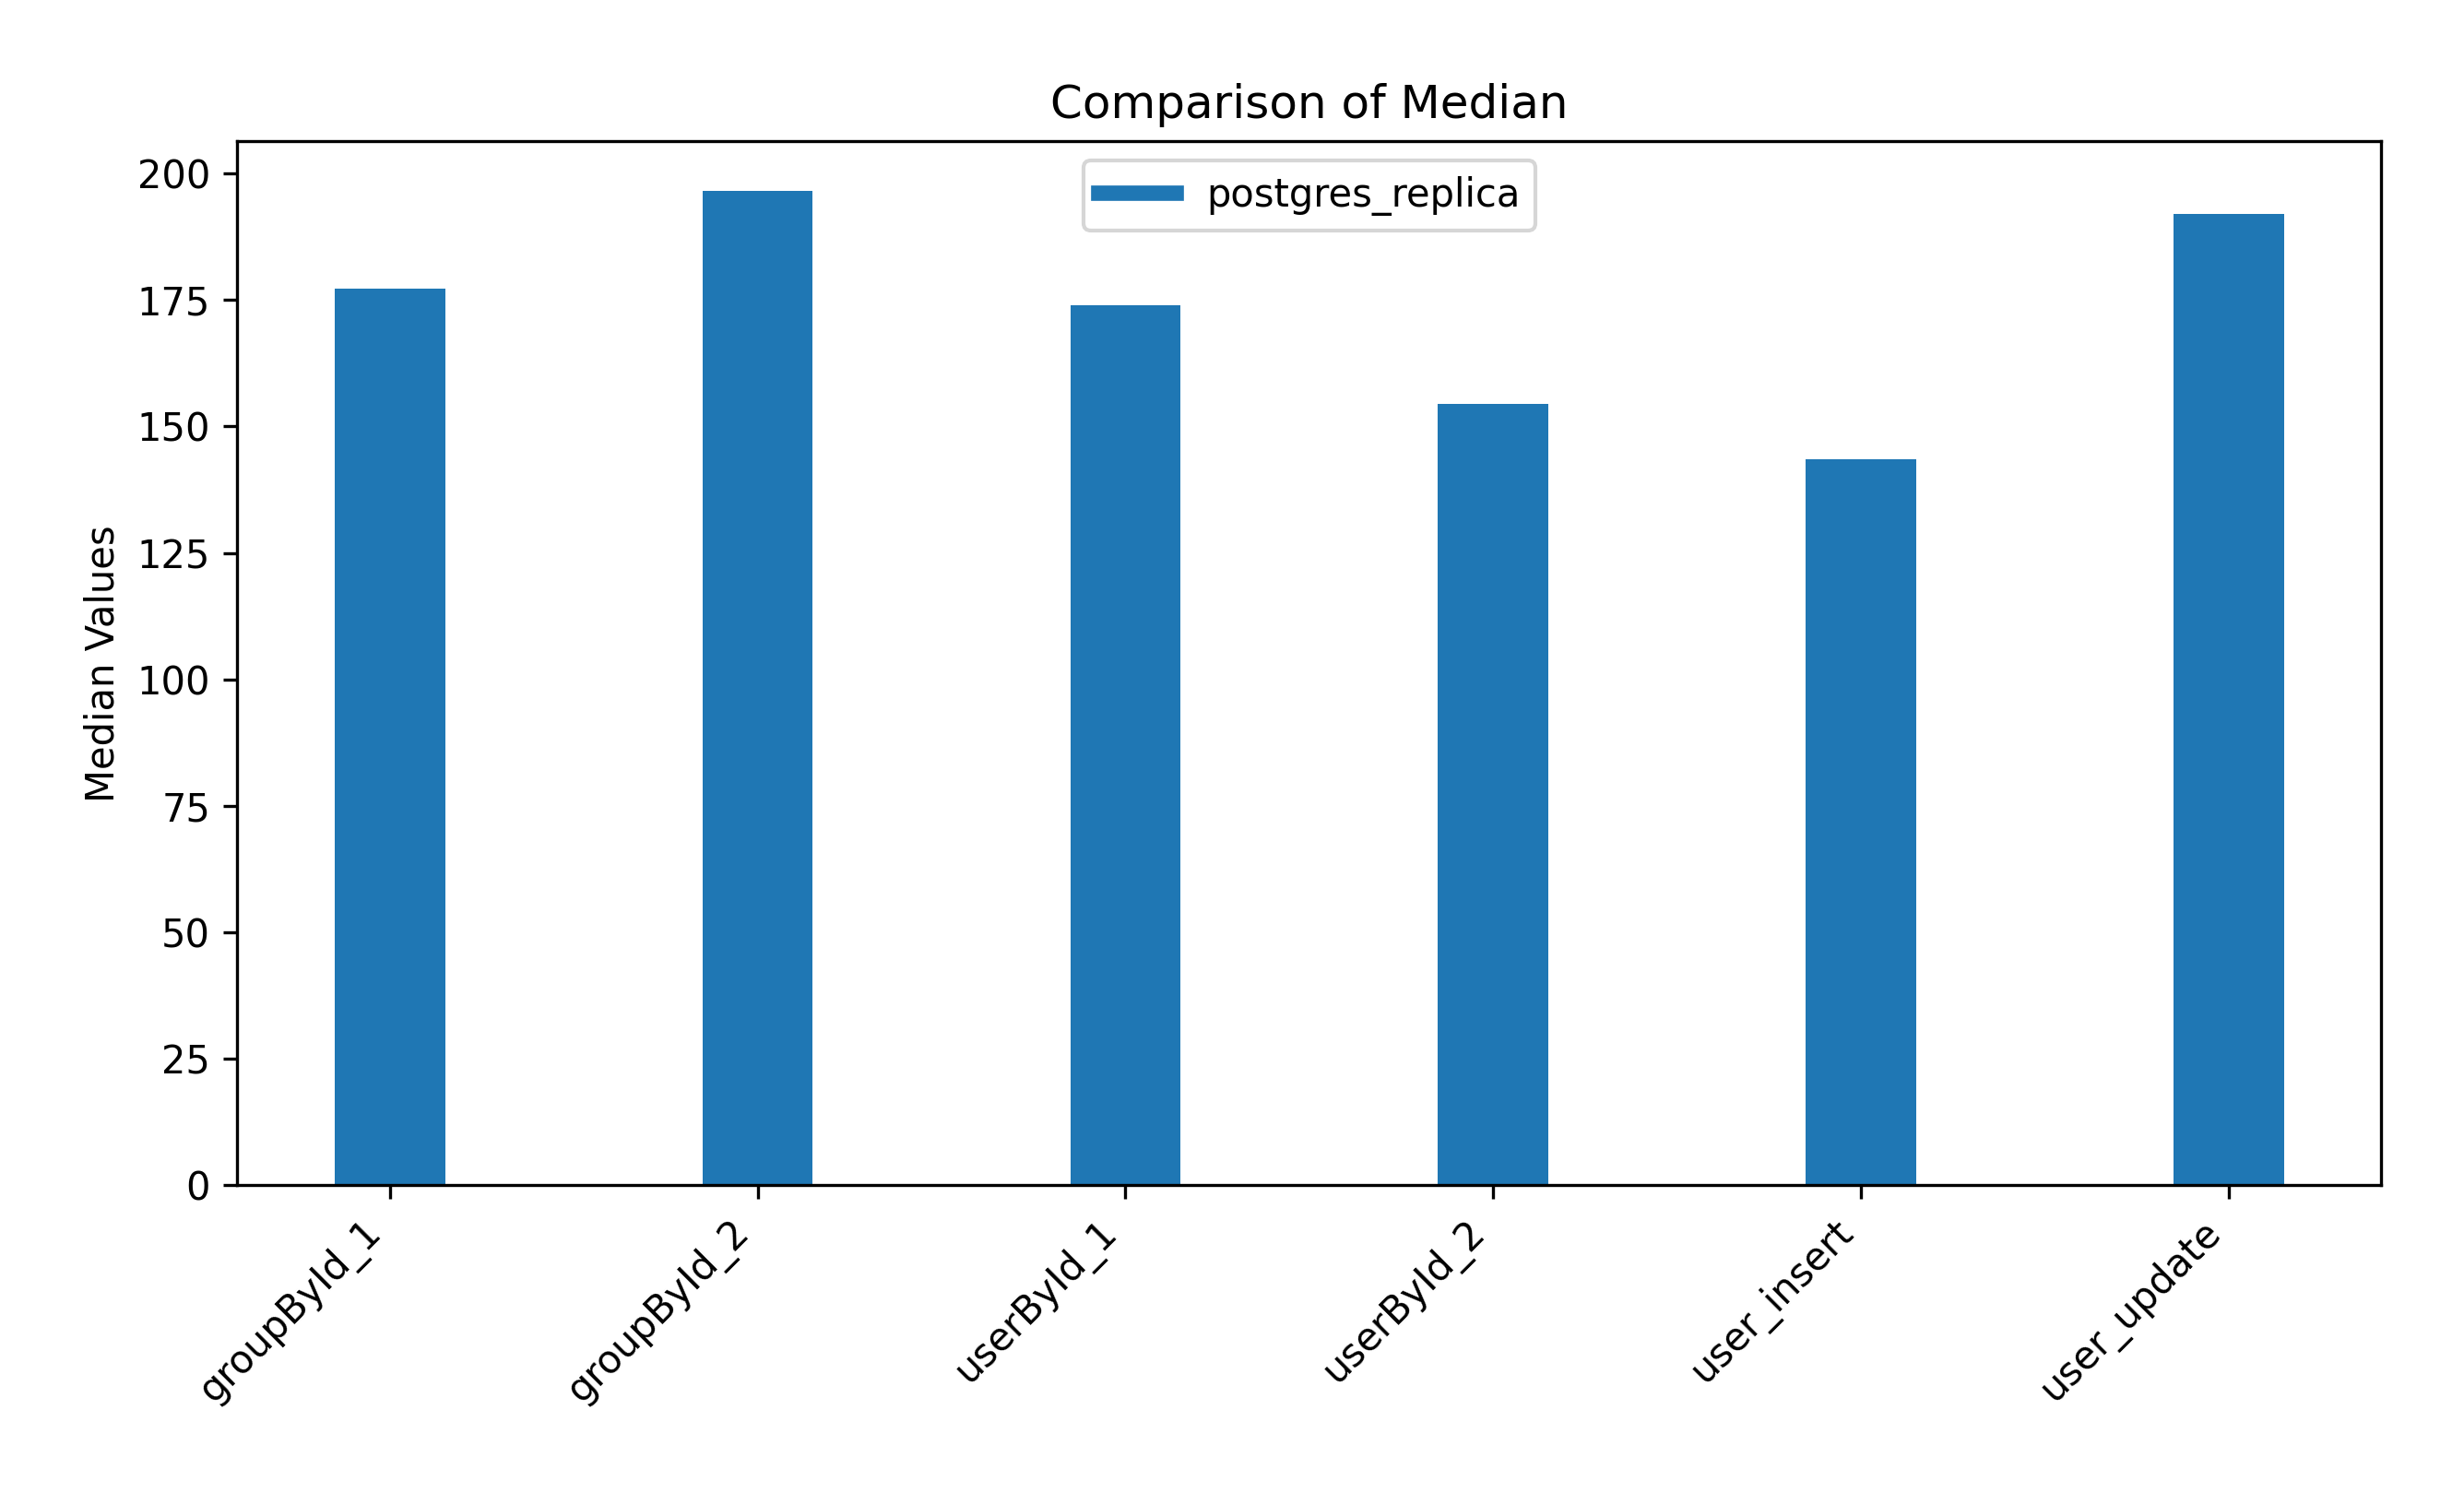 Comparison of Median
postgres_replica
Median Values
200
175
150
125
100
75
50
25
0
groupById_1
groupById_2
userById_1
userById_2
user_insert
user_update